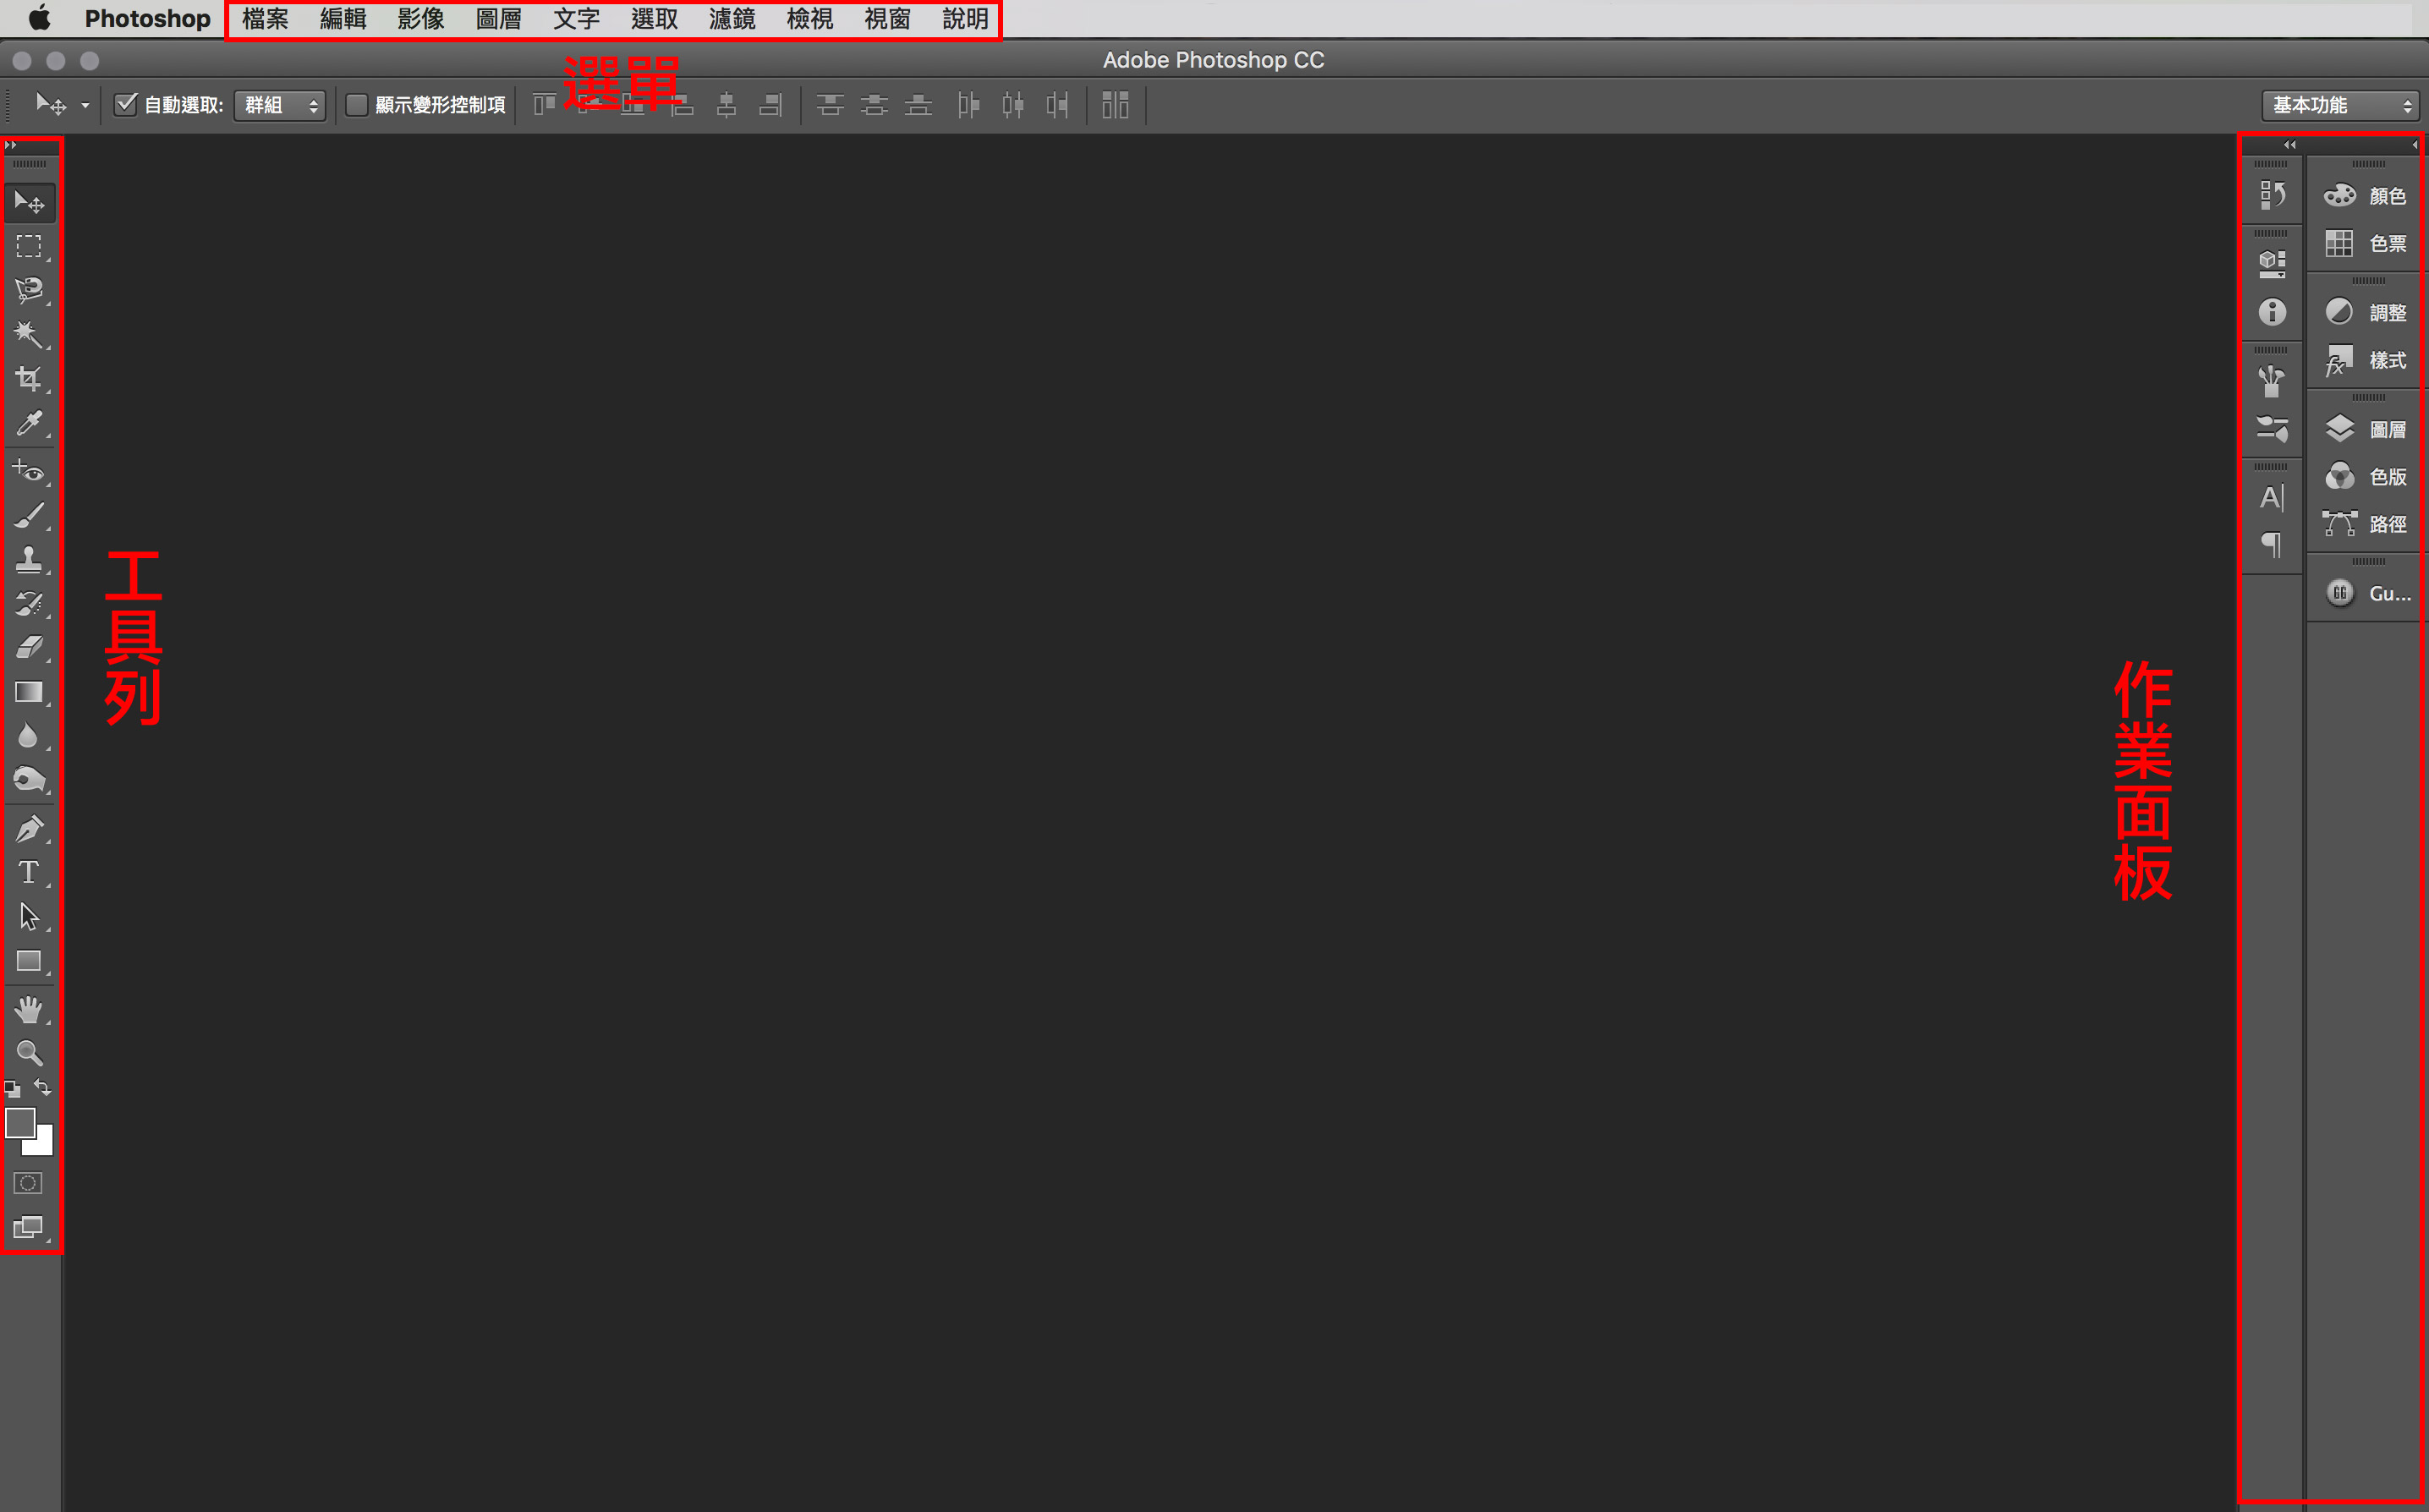 Photoshop 檔案 編輯 影像 圖層 文字 選取 濾鏡 檢視 視窗 說明
Adobe Photoshop CC
選單
自動選取: 群組 顯示變形控制項 基本功能
工具列
作業面板
顏色
色票
調整
樣式
圖層
色版
路徑
Gu...